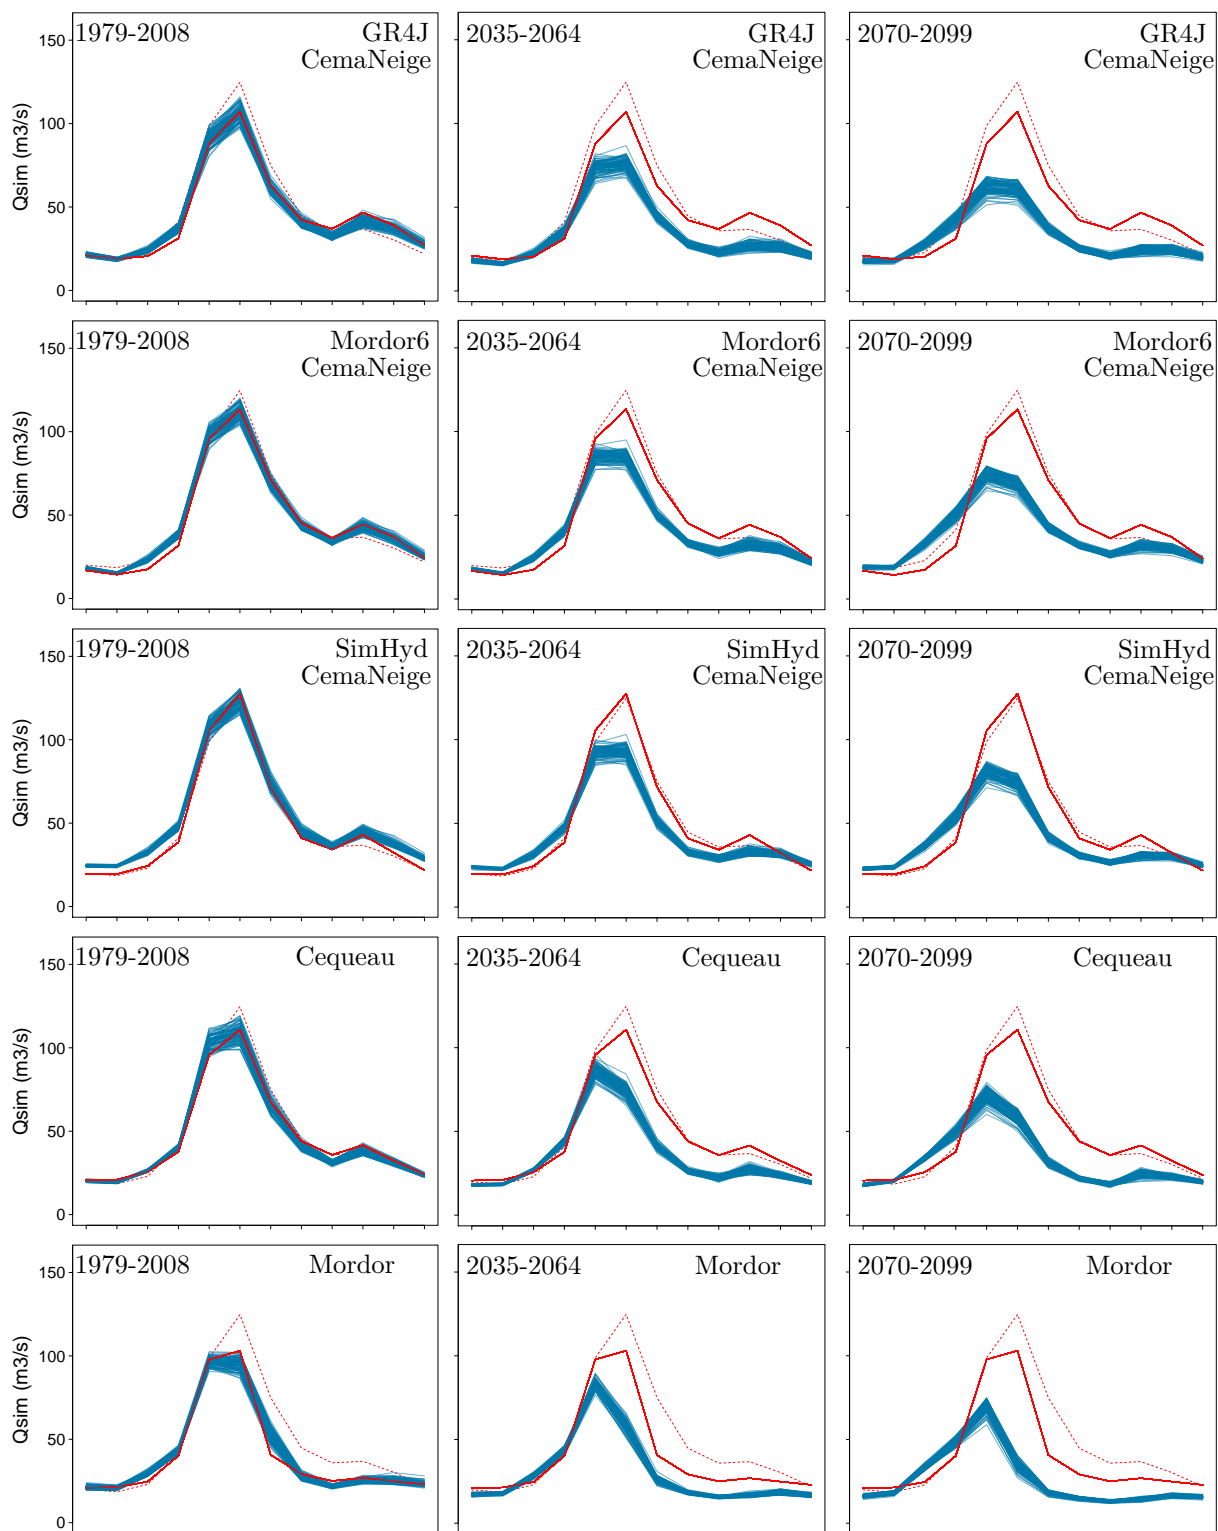 1979-2008 GR4J
CemaNeige
2035-2064 GR4J
CemaNeige
2070-2099 GR4J
CemaNeige
Qsim (m3/s)
150
100
50
0
1979-2008 Mordor6
CemaNeige
2035-2064 Mordor6
CemaNeige
2070-2099 Mordor6
CemaNeige
Qsim (m3/s)
150
100
50
0
1979-2008 SimHyd
CemaNeige
2035-2064 SimHyd
CemaNeige
2070-2099 SimHyd
CemaNeige
Qsim (m3/s)
150
100
50
0
1979-2008 Cequeau
2035-2064 Cequeau
2070-2099 Cequeau
Qsim (m3/s)
150
100
50
0
1979-2008 Mordor
2035-2064 Mordor
2070-2099 Mordor
Qsim (m3/s)
150
100
50
0